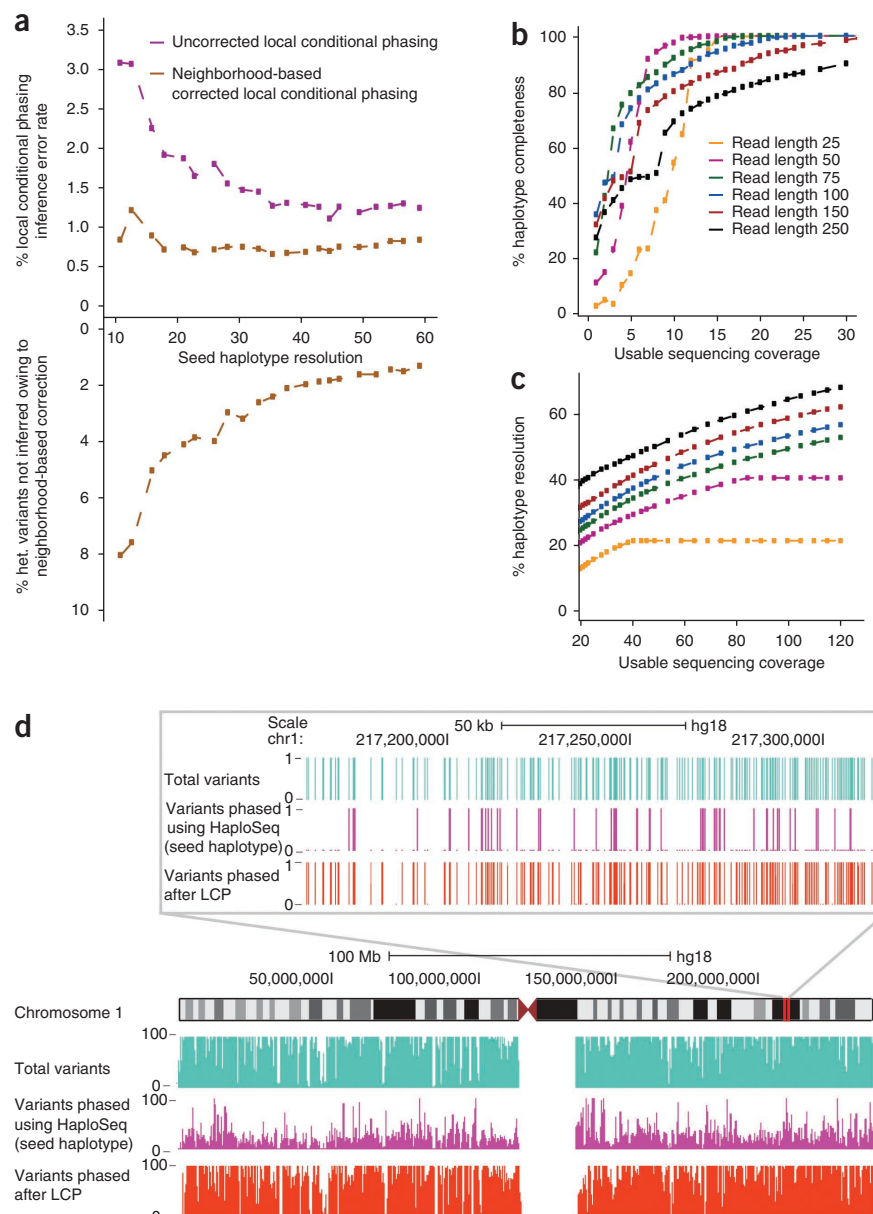 a
3.5
3.0
2.5
2.0
1.5
1.0
0.5
0
% local conditional phasing
inference error rate
Uncorrected local conditional phasing
Neighborhood-based
corrected local conditional phasing
0
2
4
6
8
10
% het. variants not inferred owing to
neighborhood-based correction
10 20 30 40 50 60
Seed haplotype resolution
b
100
80
60
40
20
0
% haplotype completeness
Read length 25
Read length 50
Read length 75
Read length 100
Read length 150
Read length 250
0 5 10 15 20 25 30
Usable sequencing coverage
c
60
40
20
0
% haplotype resolution
20 40 60 80 100 120
Usable sequencing coverage
d
Scale
50 kb hg18
chr1: 217,200,000I 217,250,000I 217,300,000I
1
Total variants
0
Variants phased 1
using HaploSeq
(seed haplotype)
0
1
Variants phased
after LCP
0
100 Mb hg18
50,000,000I 100,000,000I 150,000,000I 200,000,000I
Chromosome 1
100
Total variants
0
Variants phased 100
using HaploSeq
(seed haplotype) 0
Variants phased 100
after LCP
0